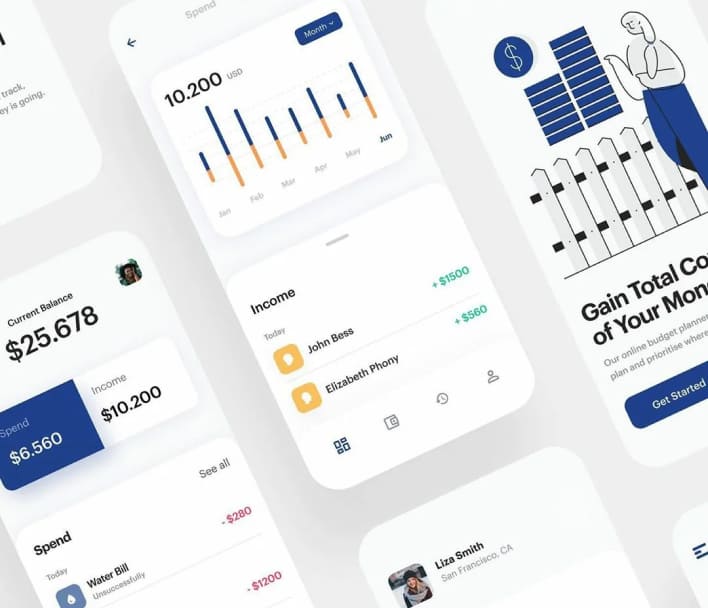 track,
ey is going.
Spend
Month
10.200 USD
Jan
Feb
Mar
Apr
May
Jun
Income
Today
John Bess
+ $1500
Elizabeth Phony
+ $560
$
Gain Total Co
of Your Mon
Our online budget planner
plan and prioritise where
Get Started
Current Balance
$25.678
Spend
$6.560
Income
$10.200
See all
Spend
Today
Water Bill
Unsuccessfully
- $280
- $1200
Liza Smith
San Francisco, CA